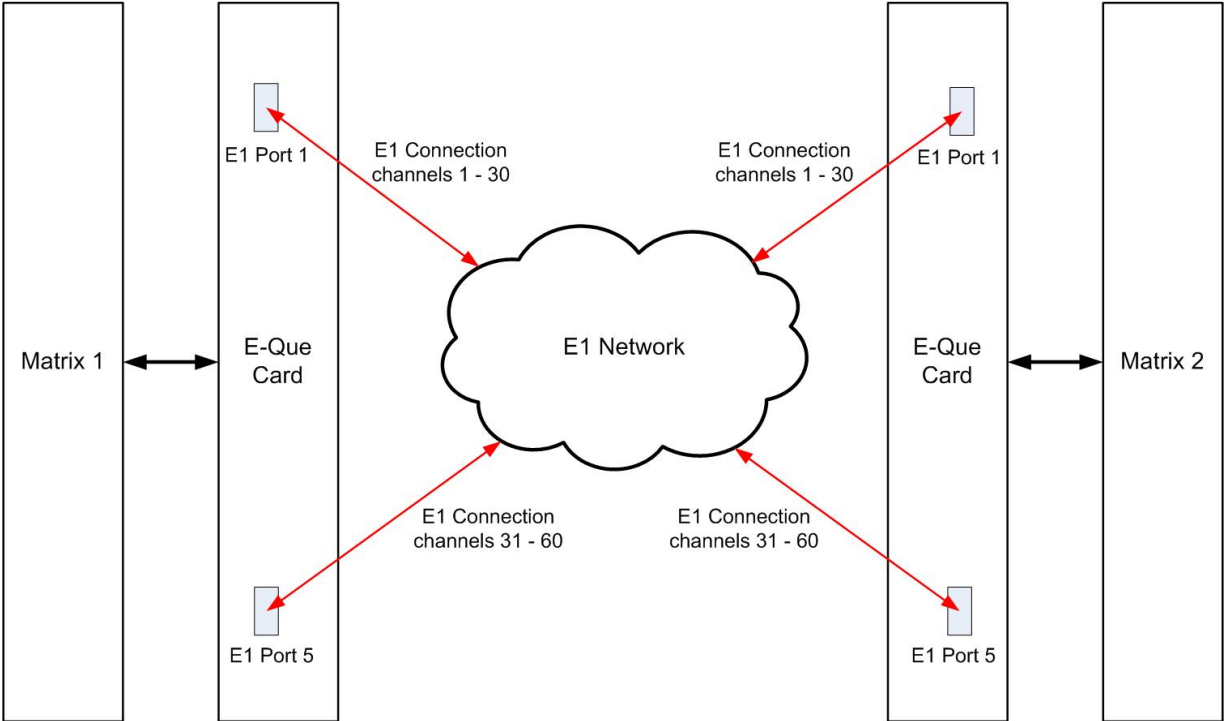 E1 Port 1
E1 Connection
channels 1 - 30
E1 Connection
channels 1 - 30
E1 Port 1
Matrix 1
E-Que
Card
E1 Network
E-Que
Card
Matrix 2
E1 Connection
channels 31 - 60
E1 Connection
channels 31 - 60
E1 Port 5
E1 Port 5